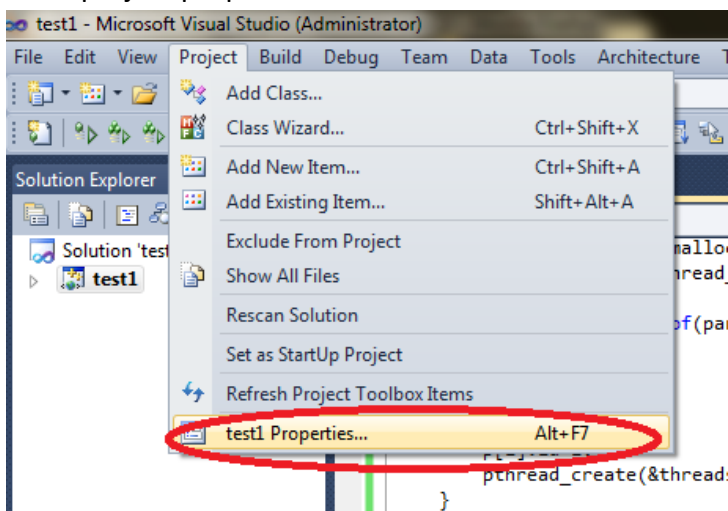 test1 - Microsoft Visual Studio (Administrator)
File Edit View Project Build Debug Team Data Tools Architecture
Add Class...
Class Wizard... Ctrl+Shift+X
Add New Item... Ctrl+Shift+A
Solution Explorer
Add Existing Item... Shift+Alt+A
Exclude From Project
Solution 'test
Show All Files
test1
Rescan Solution
of(par
Set as StartUp Project
Refresh Project Toolbox Items
test1 Properties... Alt+F7
pthread_create(&threads
}